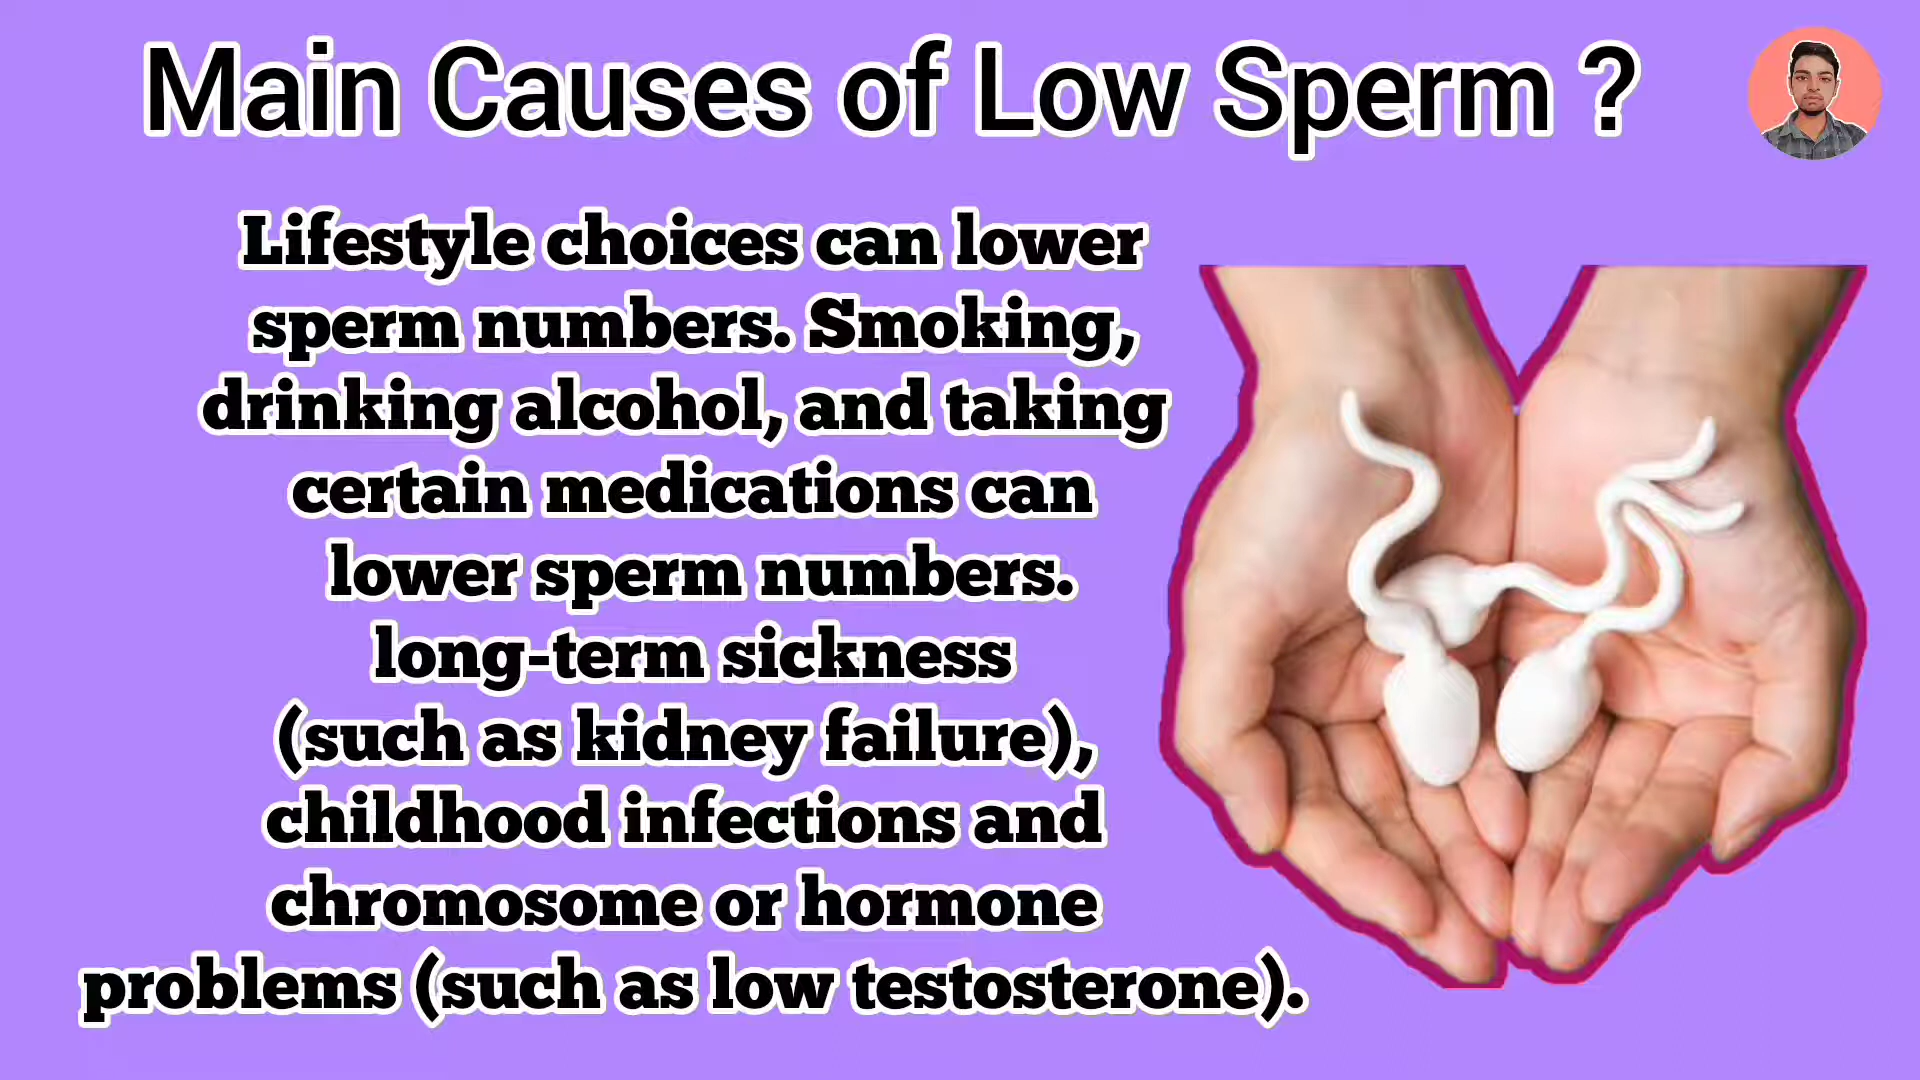 Main Causes of Low Sperm ?
Lifestyle choices can lower
sperm numbers. Smoking,
drinking alcohol, and taking
certain medications can
lower sperm numbers.
long-term sickness
(such as kidney failure),
childhood infections and
chromosome or hormone
problems (such as low testosterone).